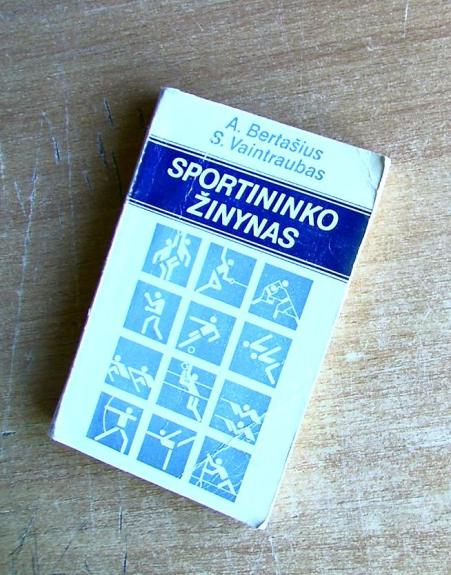 A. Bertašius
S. Vaintraubas
SPORTININKO
ŽINYNAS